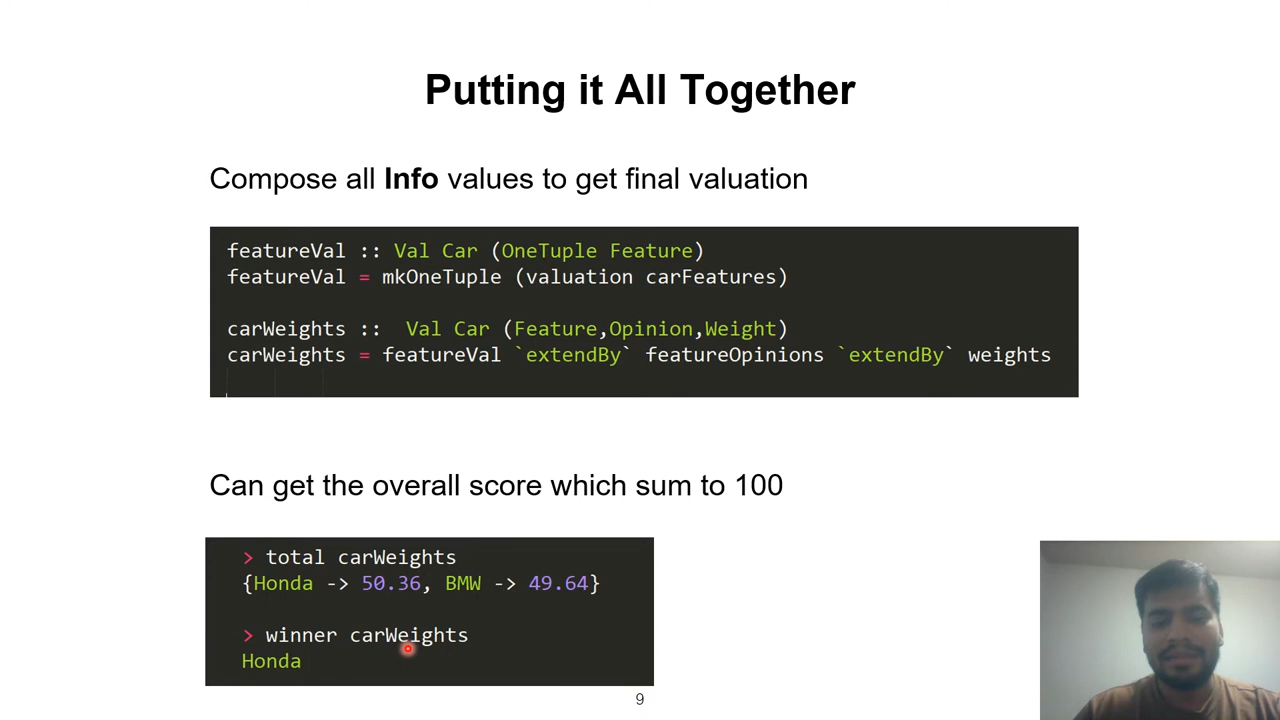 Putting it All Together
Compose all Info values to get final valuation
featureVal :: Val Car (OneTuple Feature)
featureVal = mkOneTuple (valuation carFeatures)
carWeights ::  Val Car (Feature,Opinion,Weight)
carWeights = featureVal `extendBy` featureOpinions `extendBy` weights
Can get the overall score which sum to 100
> total carWeights
{Honda -> 50.36, BMW -> 49.64}
> winner carWeights
Honda
9